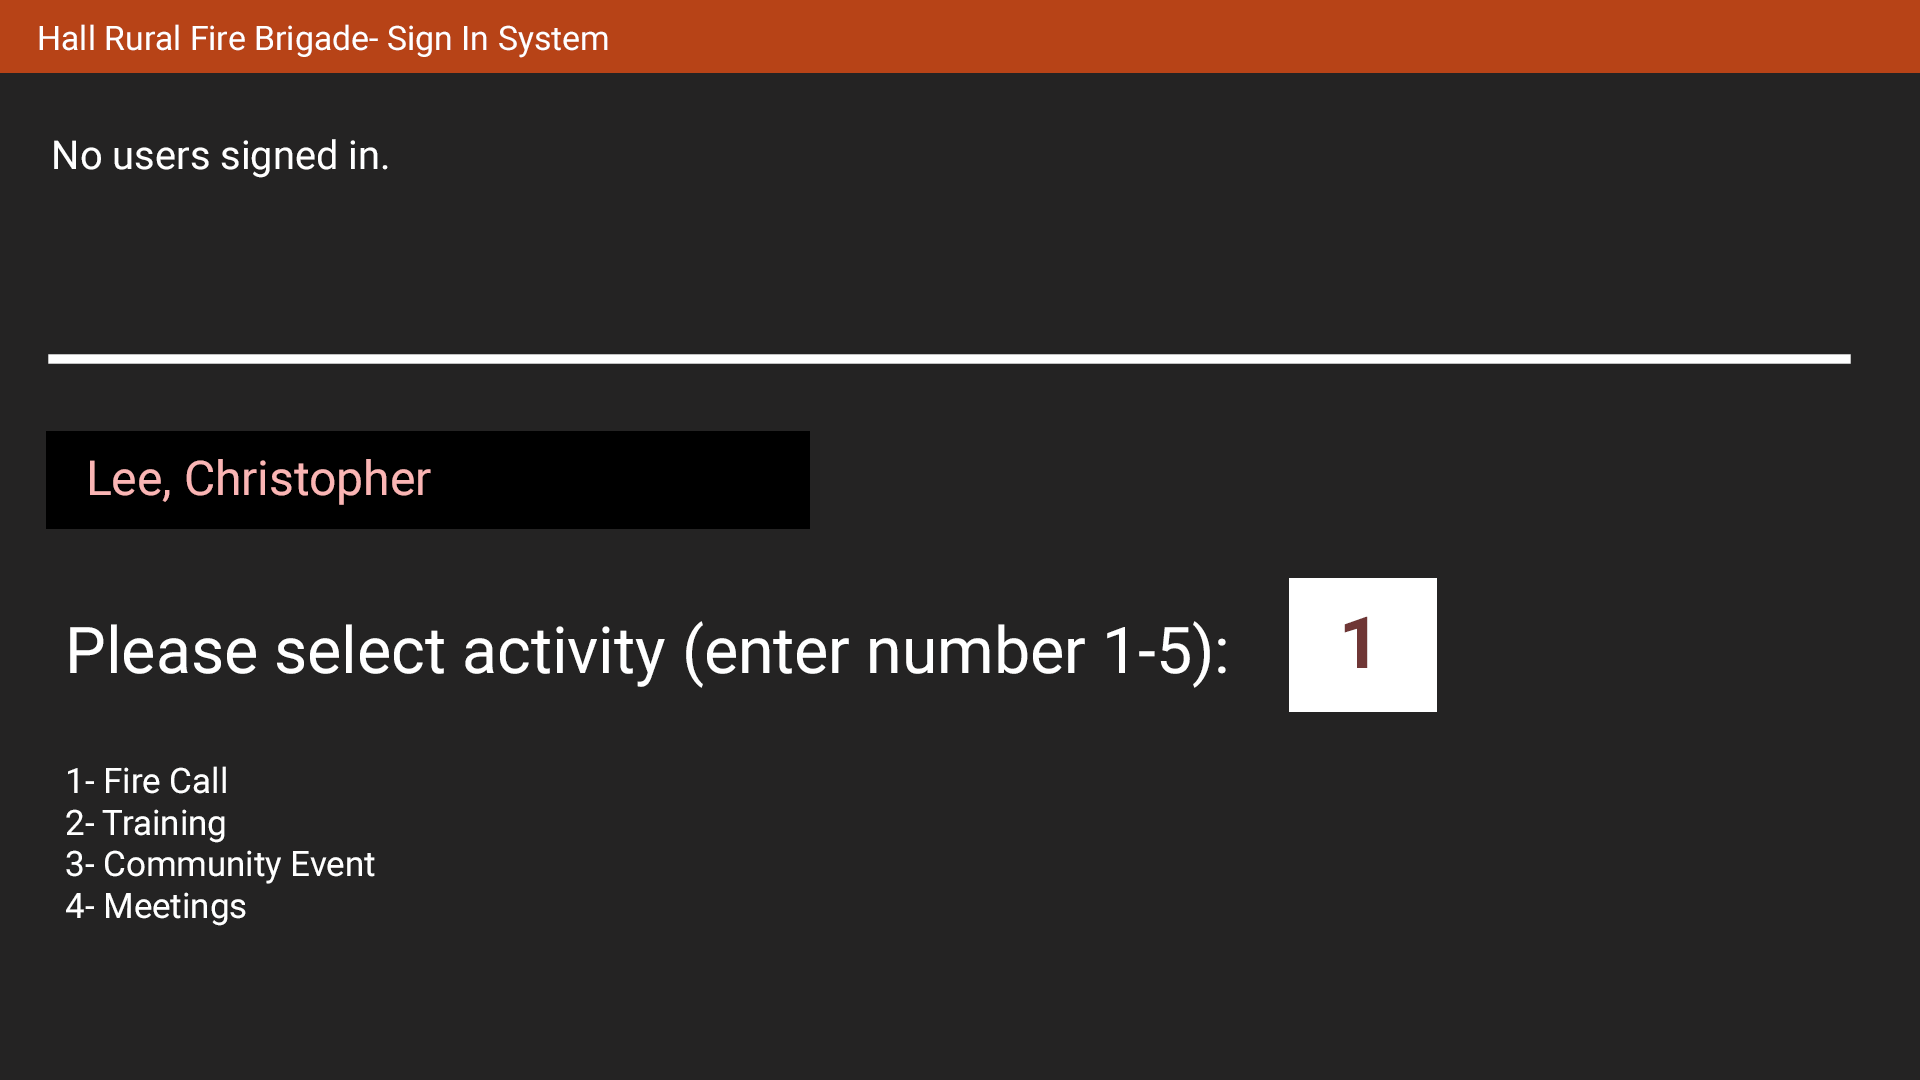 Hall Rural Fire Brigade- Sign In System
No users signed in.
Lee, Christopher
Please select activity (enter number 1-5): 1
1- Fire Call
2- Training
3- Community Event
4- Meetings